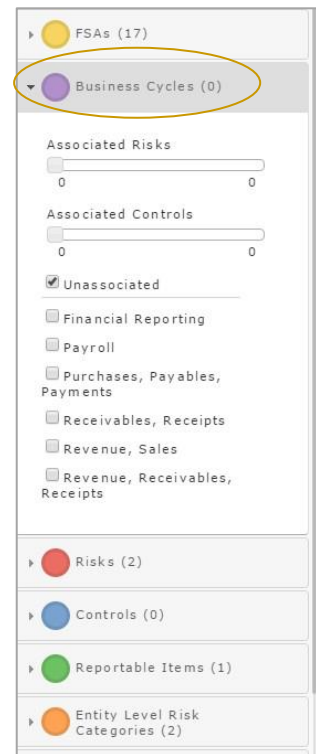 FSAs (17)
Business Cycles (0)
Associated Risks
0 0
Associated Controls
0 0
Unassociated
Financial Reporting
Payroll
Purchases, Payables,
Payments
Receivables, Receipts
Revenue, Sales
Revenue, Receivables,
Receipts
Risks (2)
Controls (0)
Reportable Items (1)
Entity Level Risk
Categories (2)